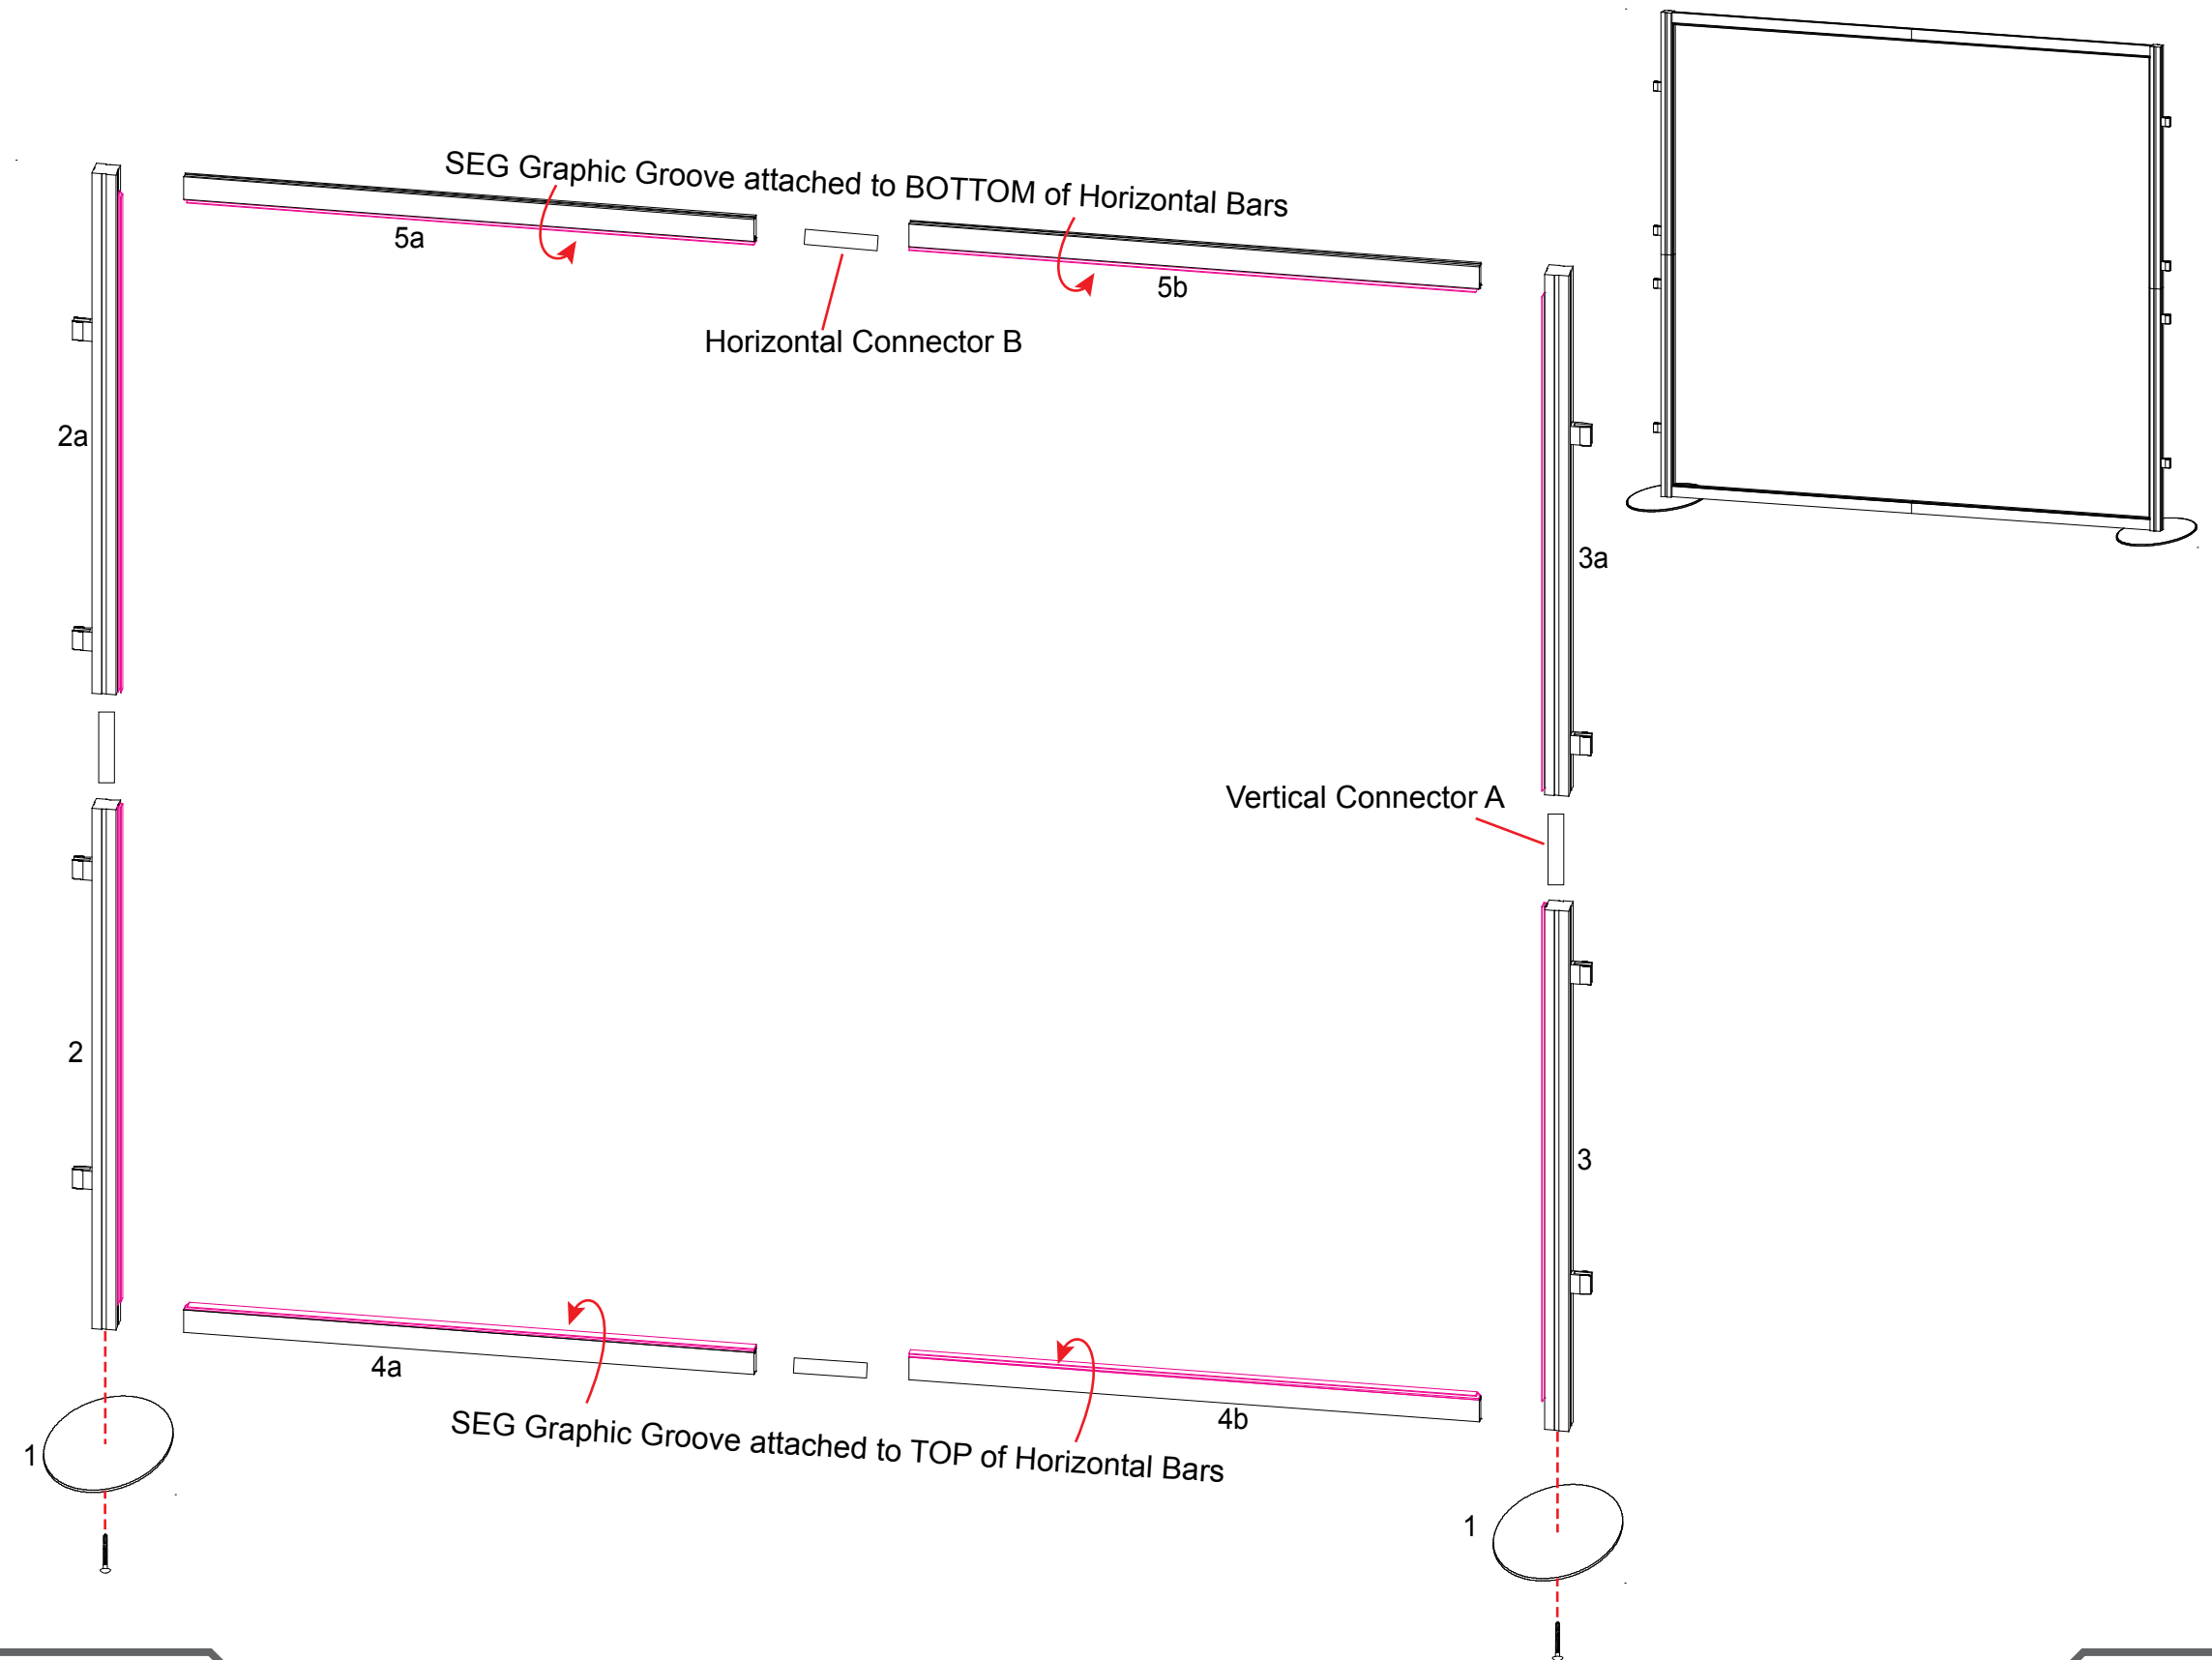 SEG Graphic Groove attached to BOTTOM of Horizontal Bars
5a
5b
Horizontal Connector B
2a
3a
Vertical Connector A
2
3
4a
4b
SEG Graphic Groove attached to TOP of Horizontal Bars
1
1